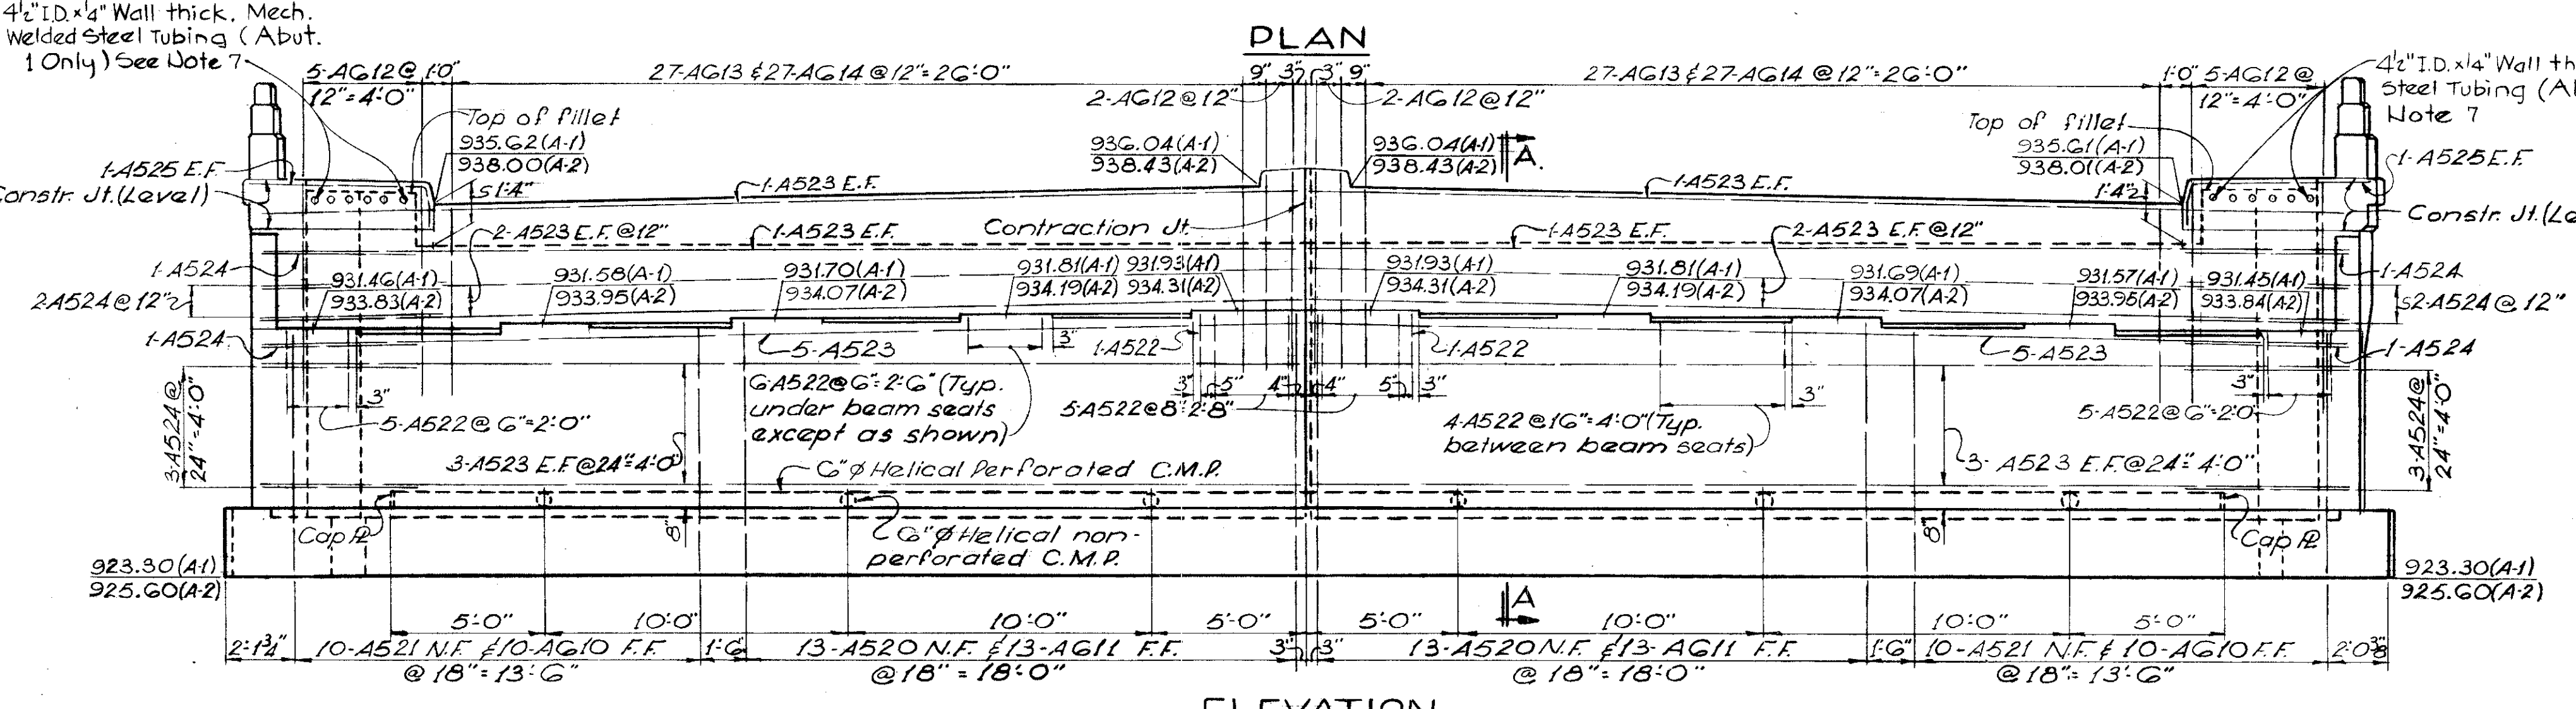 PLAN
4½" I.D. x ¼" Wall thick. Mech.
Welded Steel Tubing (Abut.
1 Only) See Note 7
5-AG12@
12"=4'-0"
1'-0"
27-AG13 & 27-AG14 @ 12"=26'-0"
9" 3" 3" 9"
27-AG13 & 27-AG14 @ 12"=26'-0"
1'-0"
5-AG12@
12"=4'-0"
4½" I.D. x ¼" Wall th
Steel Tubing (Ab
Note 7
2-AG12@12"
2-AG12@12"
Top of fillet
935.62(A-1)
938.00(A-2)
936.04(A-1)
938.43(A-2)
936.04(A-1)
938.43(A-2)
A
Top of fillet
935.61(A-1)
938.01(A-2)
1-A525 E.F.
1-A525 E.F.
1'-4"
1-A523 E.F.
1-A523 E.F.
1'-4½
Constr. Jt. (Level)
Constr. Jt. (Le
2-A523 E.F.@12"
1-A523 E.F.
Contraction Jt.
1-A523 E.F.
2-A523 E.F.@12"
1-A524
1-A524
931.46(A-1)
933.83(A-2)
931.58(A-1)
933.95(A-2)
931.70(A-1)
934.07(A-2)
931.81(A-1)
934.19(A-2)
931.93(A-1)
934.31(A-2)
931.93(A-1)
934.31(A-2)
931.81(A-1)
934.19(A-2)
931.69(A-1)
934.07(A-2)
931.57(A-1)
933.96(A-2)
931.45(A-1)
933.84(A-2)
2-A524@12"
2-A524@12"
1-A524
5-A523
3"
1-A522
1-A522
5-A523
1-A524
3-A524@
24"=4'-0"
3"
5-A522@6"=2'-0"
6-A522@6"=2'-6" (Typ.
under beam seats
except as shown)
3" 5" 4" 4" 5" 3"
5-A522@8"=2'-8"
3"
4-A522@16"=4'-0" (Typ.
between beam seats)
3"
5-A522@6"=2'-0
3-A524@
24"=4'-0"
3-A523 E.F.@24"=4'-0"
6"Ø Helical Perforated C.M.P.
3-A523 E.F.@24"=4'-0"
Cap PL
8"
6"Ø Helical non-
perforated C.M.P.
8"
Cap PL
923.30(A-1)
925.60(A-2)
923.30(A-1)
925.60(A-2)
A
5'-0" 10'-0" 10'-0" 5'-0" 5'-0" 10'-0" 10'-0" 5'-0"
2'-1¾" 10-A521 N.F. & 10-AG10 F.F. 1'-6 13-A520 N.F. & 13-AG11 F.F. 3" 3" 13-A520 N.F. & 13-AG11 F.F. 1'-6" 10-A521 N.F. & 10-AG10 F.F. 2'-0⅜
@18"=13'-6" @18"=18'-0" @18"=18'-0" @18"=13'-6"
ELEVATION